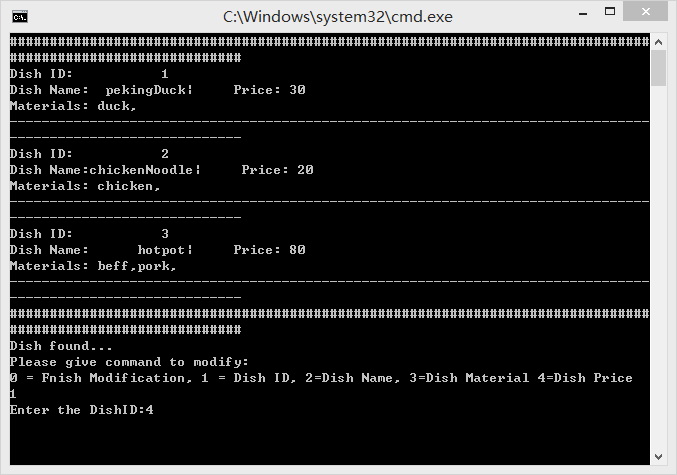 C:\Windows\system32\cmd.exe
################################################################################
#############################
Dish ID:           1
Dish Name:  pekingDuck¦     Price: 30
Materials: duck,
--------------------------------------------------------------------------------
-----------------------------
Dish ID:           2
Dish Name:chickenNoodle¦     Price: 20
Materials: chicken,
--------------------------------------------------------------------------------
-----------------------------
Dish ID:           3
Dish Name:      hotpot¦     Price: 80
Materials: beff,pork,
--------------------------------------------------------------------------------
-----------------------------
################################################################################
#############################
Dish found...
Please give command to modify:
0 = Fnish Modification, 1 = Dish ID, 2=Dish Name, 3=Dish Material 4=Dish Price
1
Enter the DishID:4